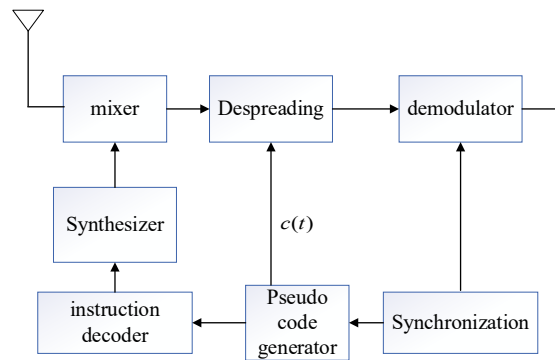 mixer
Despreading
demodulator
Synthesizer
c(t)
instruction
decoder
Pseudo
code
generator
Synchronization